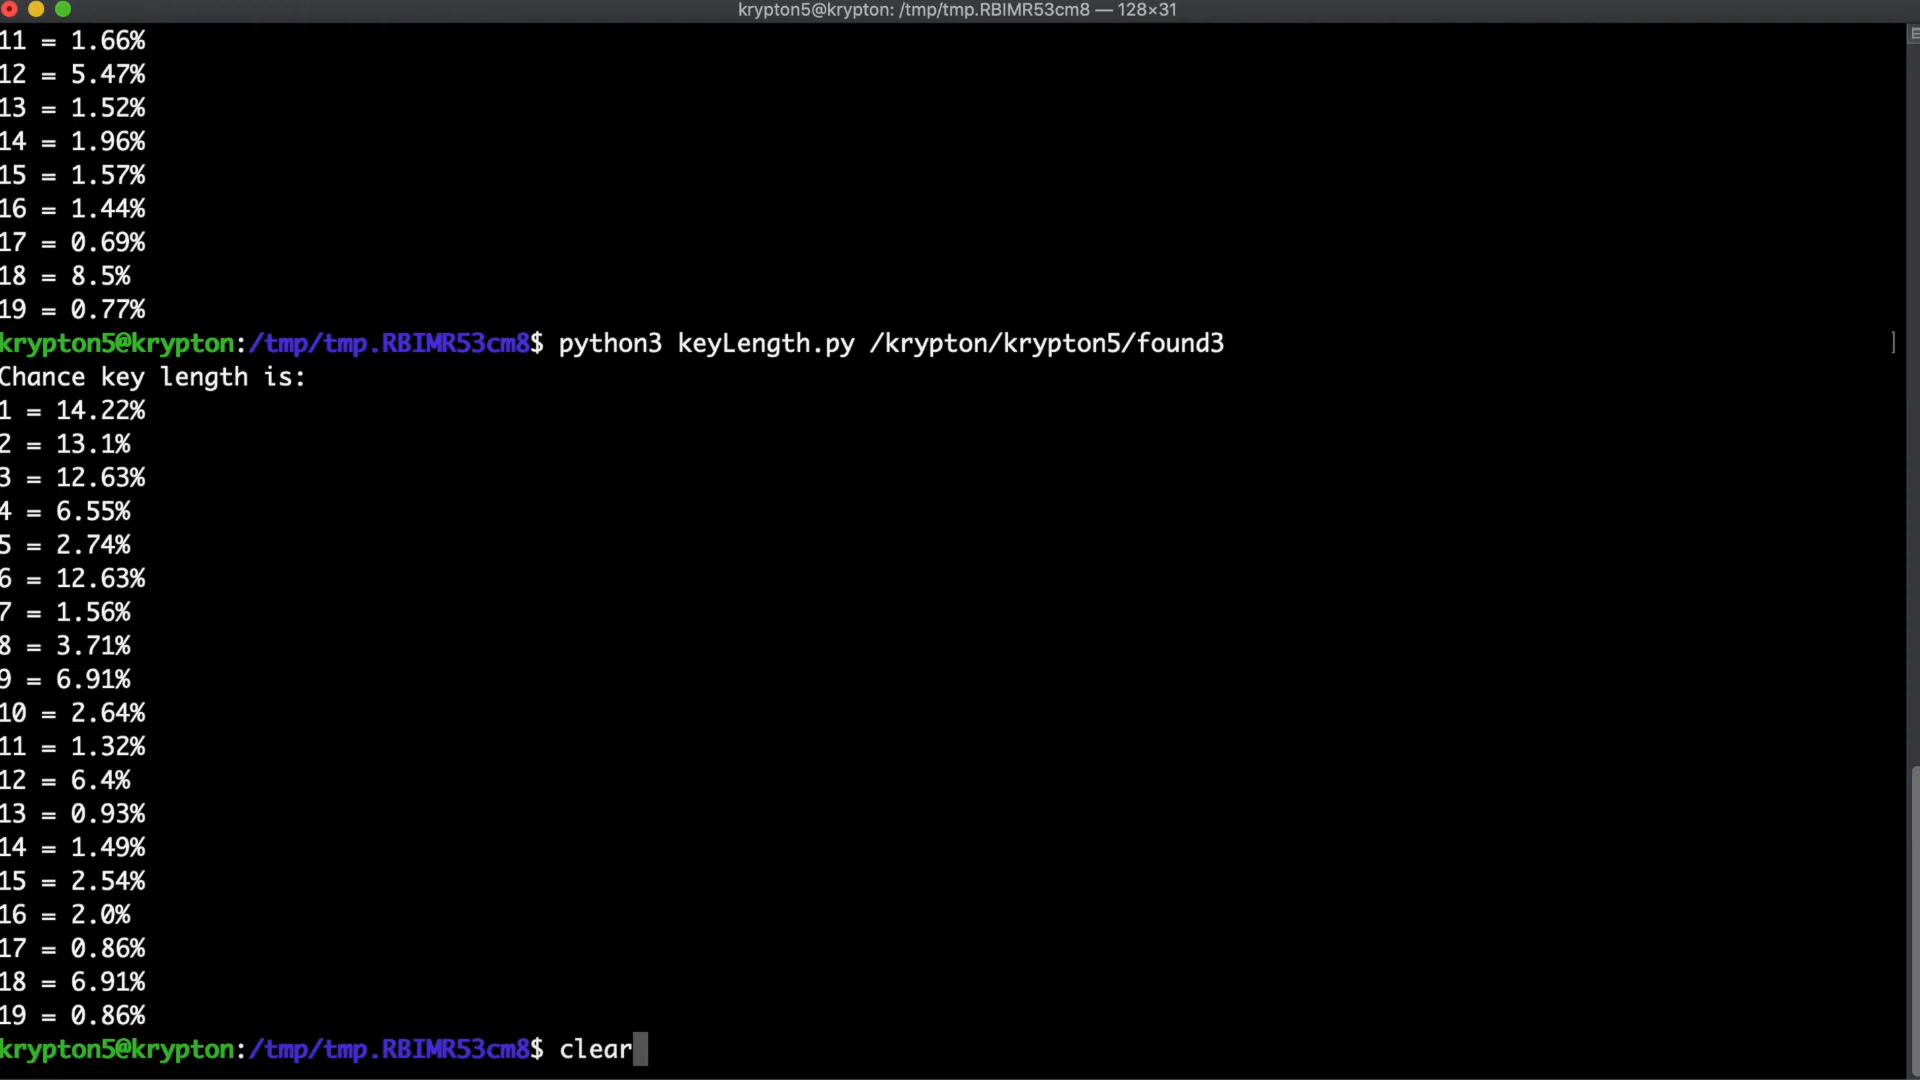 krypton5@krypton: /tmp/tmp.RBIMR53cm8 — 128×31
11 = 1.66%
12 = 5.47%
13 = 1.52%
14 = 1.96%
15 = 1.57%
16 = 1.44%
17 = 0.69%
18 = 8.5%
19 = 0.77%
krypton5@krypton:/tmp/tmp.RBIMR53cm8$ python3 keyLength.py /krypton/krypton5/found3 ]
Chance key length is:
1 = 14.22%
2 = 13.1%
3 = 12.63%
4 = 6.55%
5 = 2.74%
6 = 12.63%
7 = 1.56%
8 = 3.71%
9 = 6.91%
10 = 2.64%
11 = 1.32%
12 = 6.4%
13 = 0.93%
14 = 1.49%
15 = 2.54%
16 = 2.0%
17 = 0.86%
18 = 6.91%
19 = 0.86%
krypton5@krypton:/tmp/tmp.RBIMR53cm8$ clear